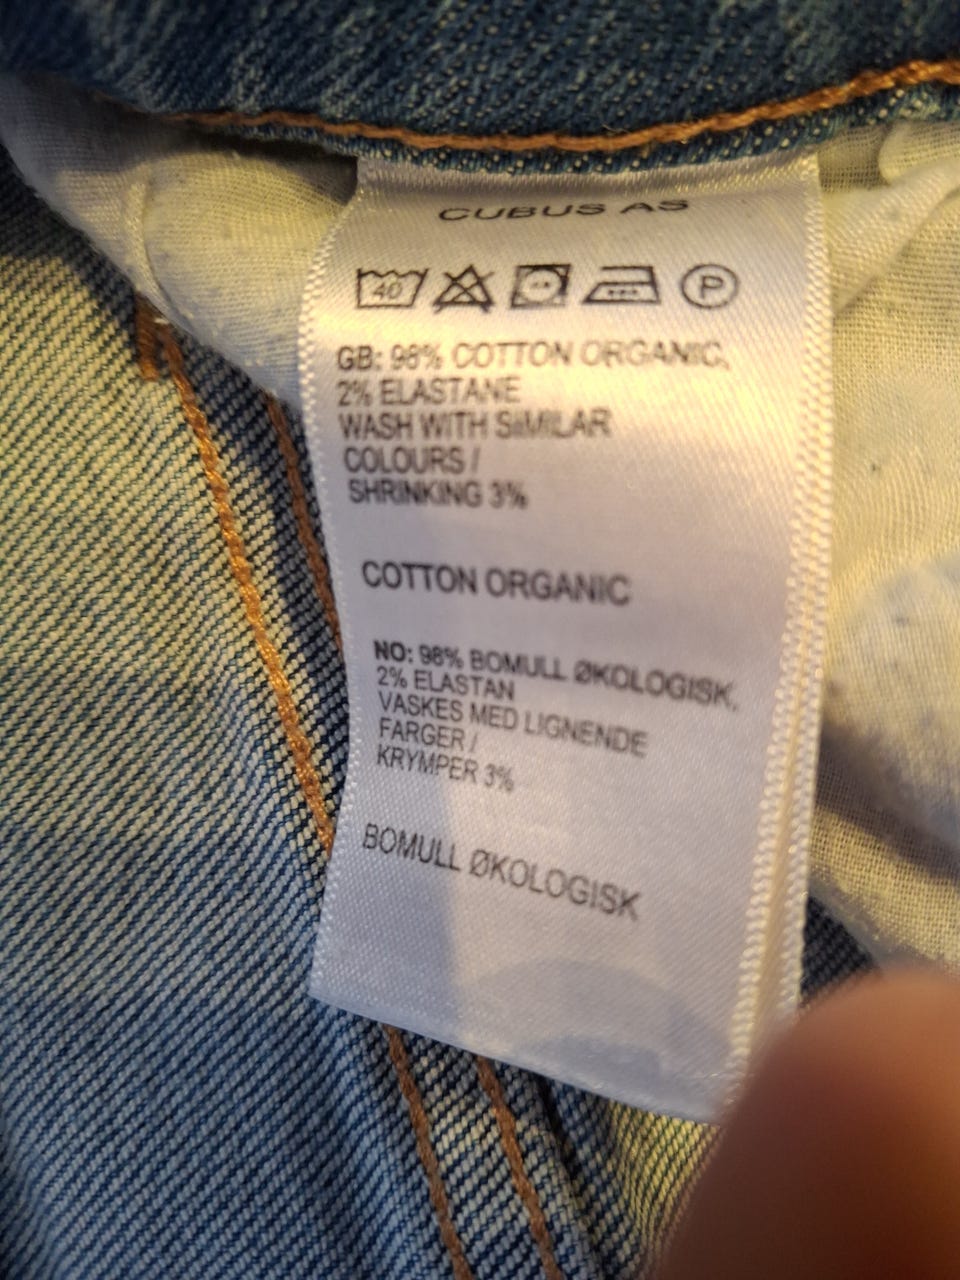 CUBUS AS
40 P
GB: 98% COTTON ORGANIC,
2% ELASTANE
WASH WITH SiMILAR
COLOURS /
SHRINKING 3%
COTTON ORGANIC
NO: 98% BOMULL ØKOLOGISK,
2% ELASTAN
VASKES MED LIGNENDE
FARGER /
KRYMPER 3%
BOMULL ØKOLOGISK